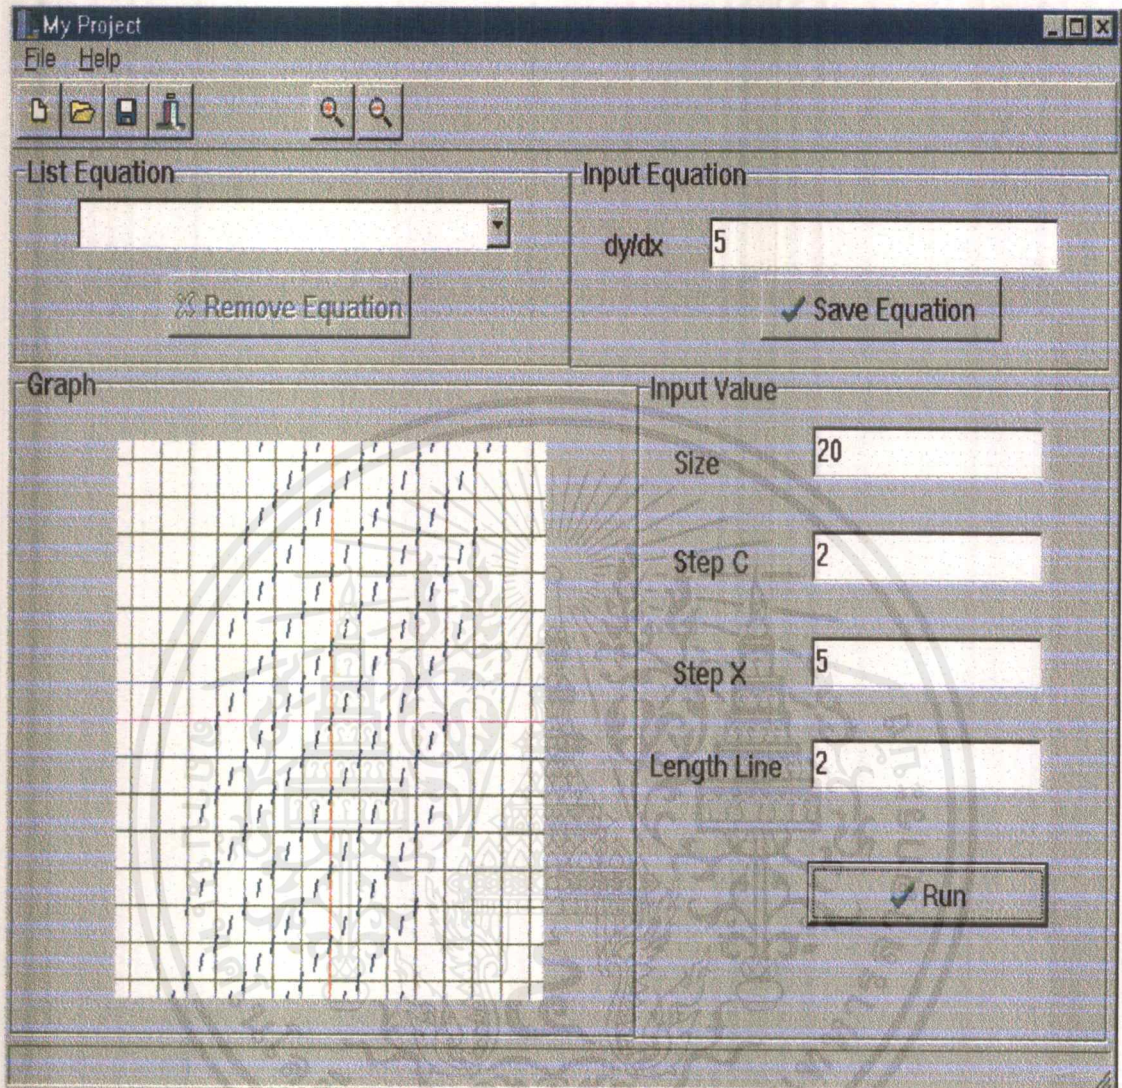 My Project
File Help
List Equation
Remove Equation
Input Equation
dy/dx 5
Save Equation
Graph
Input Value
Size 20
Step C 2
Step X 5
Length Line 2
Run